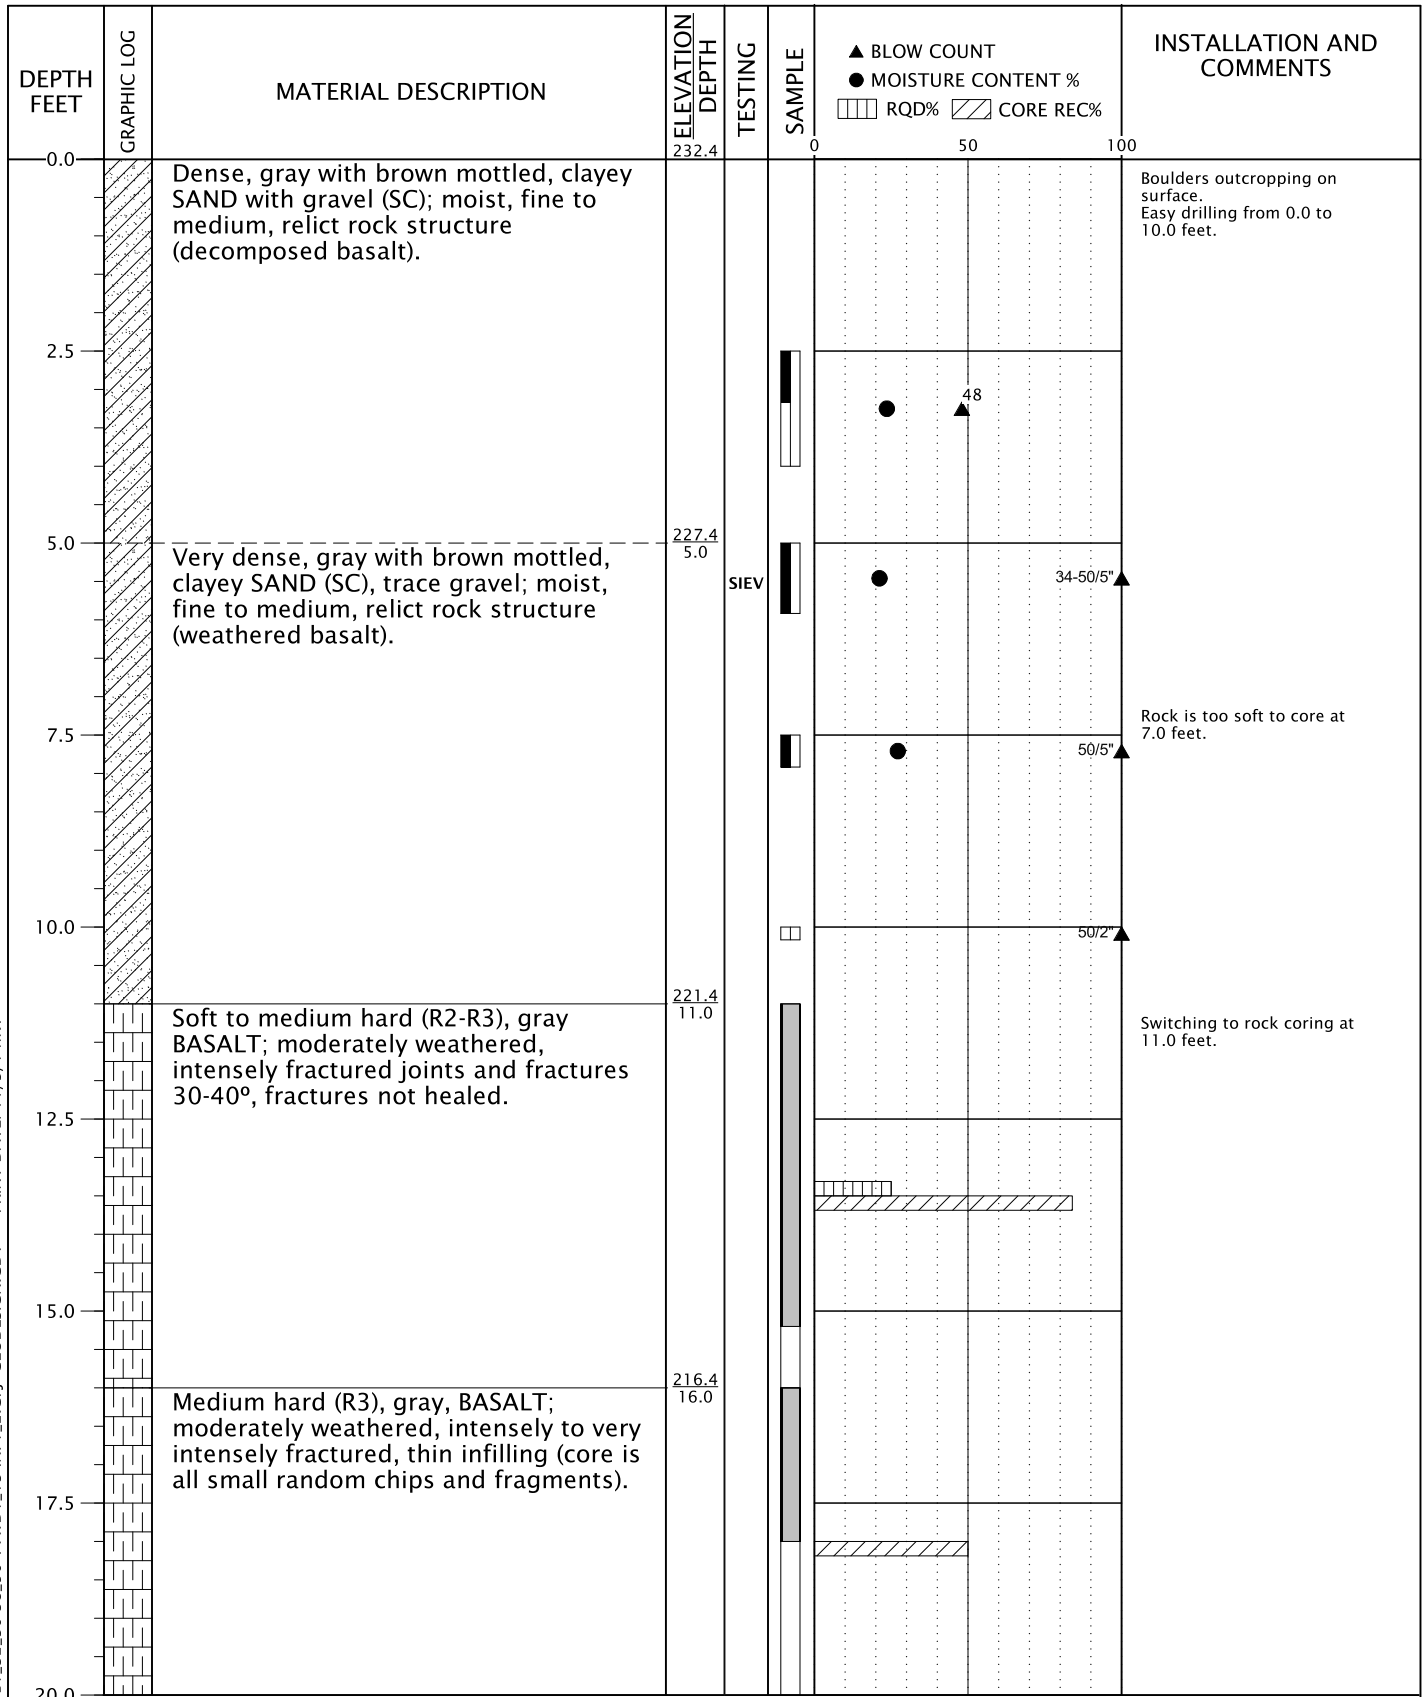 DEPTH
FEET
GRAPHIC LOG
MATERIAL DESCRIPTION
ELEVATION
DEPTH
TESTING
SAMPLE
▲ BLOW COUNT
● MOISTURE CONTENT %
RQD% CORE REC%
INSTALLATION AND
COMMENTS
0.0
232.4
0 50 100
Dense, gray with brown mottled, clayey
SAND with gravel (SC); moist, fine to
medium, relict rock structure
(decomposed basalt).
Boulders outcropping on
surface.
Easy drilling from 0.0 to
10.0 feet.
2.5
48
5.0
227.4
5.0
Very dense, gray with brown mottled,
clayey SAND (SC), trace gravel; moist,
fine to medium, relict rock structure
(weathered basalt).
SIEV
34-50/5"
7.5
50/5"
Rock is too soft to core at
7.0 feet.
10.0
50/2"
221.4
11.0
Soft to medium hard (R2-R3), gray
BASALT; moderately weathered,
intensely fractured joints and fractures
30-40º, fractures not healed.
Switching to rock coring at
11.0 feet.
12.5
15.0
216.4
16.0
Medium hard (R3), gray, BASALT;
moderately weathered, intensely to very
intensely fractured, thin infilling (core is
all small random chips and fragments).
17.5
20.0